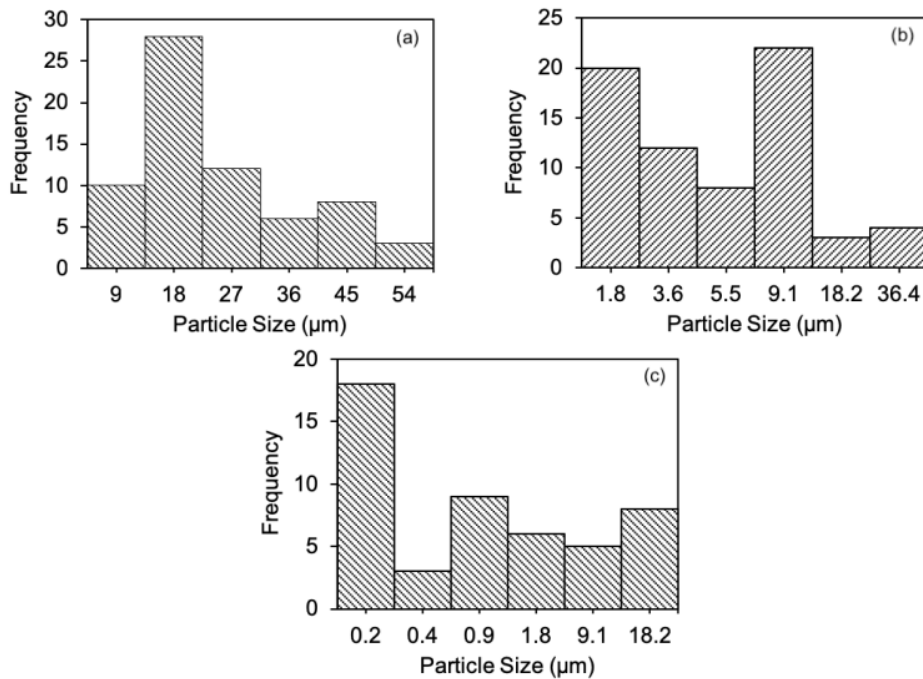 (a)
Frequency
30
25
20
15
10
5
0
9 18 27 36 45 54
Particle Size (µm)
(b)
Frequency
25
20
15
10
5
0
1.8 3.6 5.5 9.1 18.2 36.4
Particle Size (µm)
(c)
Frequency
20
15
10
5
0
0.2 0.4 0.9 1.8 9.1 18.2
Particle Size (µm)